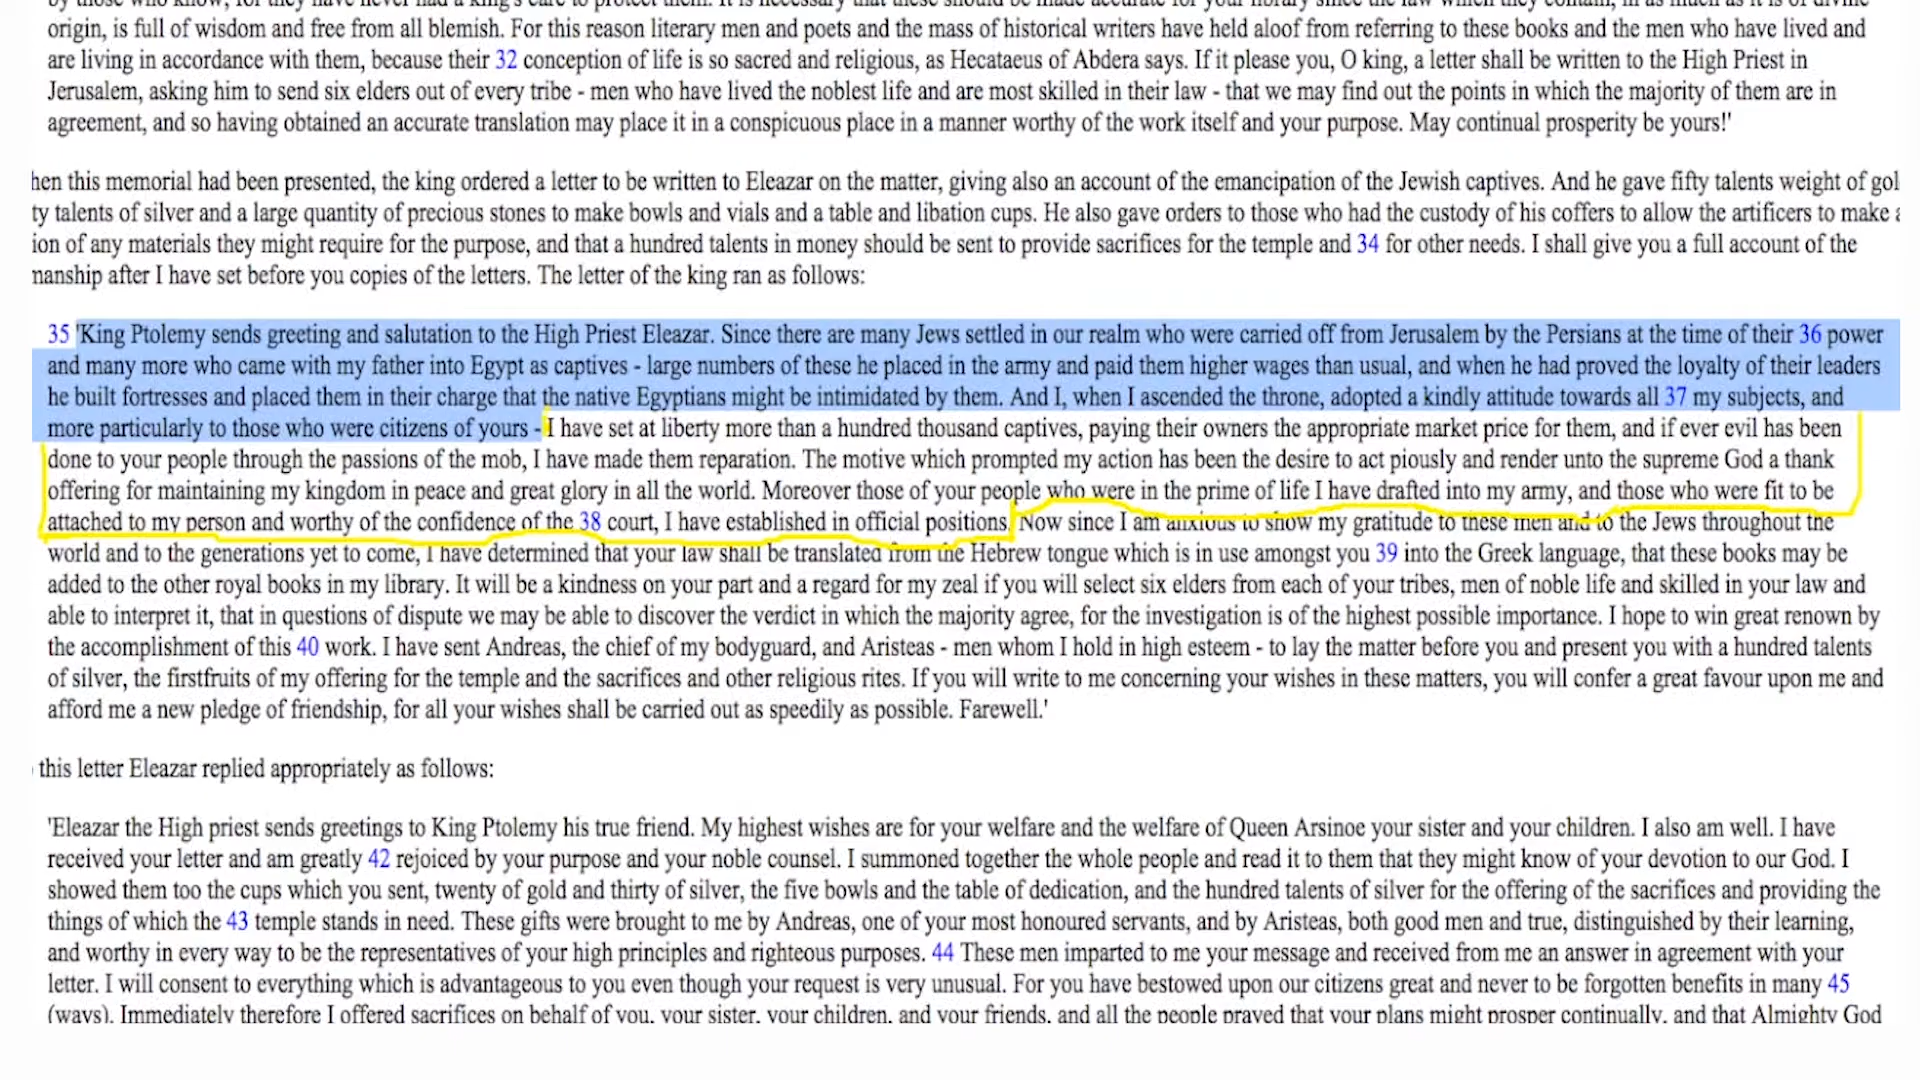 by those who know, for they have never had a king's care to protect them. It is necessary that these should be made accurate for your library since the law which they contain, in as much as it is of divine
origin, is full of wisdom and free from all blemish. For this reason literary men and poets and the mass of historical writers have held aloof from referring to these books and the men who have lived and
are living in accordance with them, because their 32 conception of life is so sacred and religious, as Hecataeus of Abdera says. If it please you, O king, a letter shall be written to the High Priest in
Jerusalem, asking him to send six elders out of every tribe - men who have lived the noblest life and are most skilled in their law - that we may find out the points in which the majority of them are in
agreement, and so having obtained an accurate translation may place it in a conspicuous place in a manner worthy of the work itself and your purpose. May continual prosperity be yours!'
hen this memorial had been presented, the king ordered a letter to be written to Eleazar on the matter, giving also an account of the emancipation of the Jewish captives. And he gave fifty talents weight of gol
ty talents of silver and a large quantity of precious stones to make bowls and vials and a table and libation cups. He also gave orders to those who had the custody of his coffers to allow the artificers to make a
ion of any materials they might require for the purpose, and that a hundred talents in money should be sent to provide sacrifices for the temple and 34 for other needs. I shall give you a full account of the
manship after I have set before you copies of the letters. The letter of the king ran as follows:
35 'King Ptolemy sends greeting and salutation to the High Priest Eleazar. Since there are many Jews settled in our realm who were carried off from Jerusalem by the Persians at the time of their 36 power
and many more who came with my father into Egypt as captives - large numbers of these he placed in the army and paid them higher wages than usual, and when he had proved the loyalty of their leaders
he built fortresses and placed them in their charge that the native Egyptians might be intimidated by them. And I, when I ascended the throne, adopted a kindly attitude towards all 37 my subjects, and
more particularly to those who were citizens of yours - I have set at liberty more than a hundred thousand captives, paying their owners the appropriate market price for them, and if ever evil has been
done to your people through the passions of the mob, I have made them reparation. The motive which prompted my action has been the desire to act piously and render unto the supreme God a thank
offering for maintaining my kingdom in peace and great glory in all the world. Moreover those of your people who were in the prime of life I have drafted into my army, and those who were fit to be
attached to my person and worthy of the confidence of the 38 court, I have established in official positions. Now since I am anxious to show my gratitude to these men and to the Jews throughout the
world and to the generations yet to come, I have determined that your law shall be translated from the Hebrew tongue which is in use amongst you 39 into the Greek language, that these books may be
added to the other royal books in my library. It will be a kindness on your part and a regard for my zeal if you will select six elders from each of your tribes, men of noble life and skilled in your law and
able to interpret it, that in questions of dispute we may be able to discover the verdict in which the majority agree, for the investigation is of the highest possible importance. I hope to win great renown by
the accomplishment of this 40 work. I have sent Andreas, the chief of my bodyguard, and Aristeas - men whom I hold in high esteem - to lay the matter before you and present you with a hundred talents
of silver, the firstfruits of my offering for the temple and the sacrifices and other religious rites. If you will write to me concerning your wishes in these matters, you will confer a great favour upon me and
afford me a new pledge of friendship, for all your wishes shall be carried out as speedily as possible. Farewell.'
this letter Eleazar replied appropriately as follows:
'Eleazar the High priest sends greetings to King Ptolemy his true friend. My highest wishes are for your welfare and the welfare of Queen Arsinoe your sister and your children. I also am well. I have
received your letter and am greatly 42 rejoiced by your purpose and your noble counsel. I summoned together the whole people and read it to them that they might know of your devotion to our God. I
showed them too the cups which you sent, twenty of gold and thirty of silver, the five bowls and the table of dedication, and the hundred talents of silver for the offering of the sacrifices and providing the
things of which the 43 temple stands in need. These gifts were brought to me by Andreas, one of your most honoured servants, and by Aristeas, both good men and true, distinguished by their learning,
and worthy in every way to be the representatives of your high principles and righteous purposes. 44 These men imparted to me your message and received from me an answer in agreement with your
letter. I will consent to everything which is advantageous to you even though your request is very unusual. For you have bestowed upon our citizens great and never to be forgotten benefits in many 45
(ways). Immediately therefore I offered sacrifices on behalf of you, your sister, your children, and your friends, and all the people prayed that your plans might prosper continually, and that Almighty God